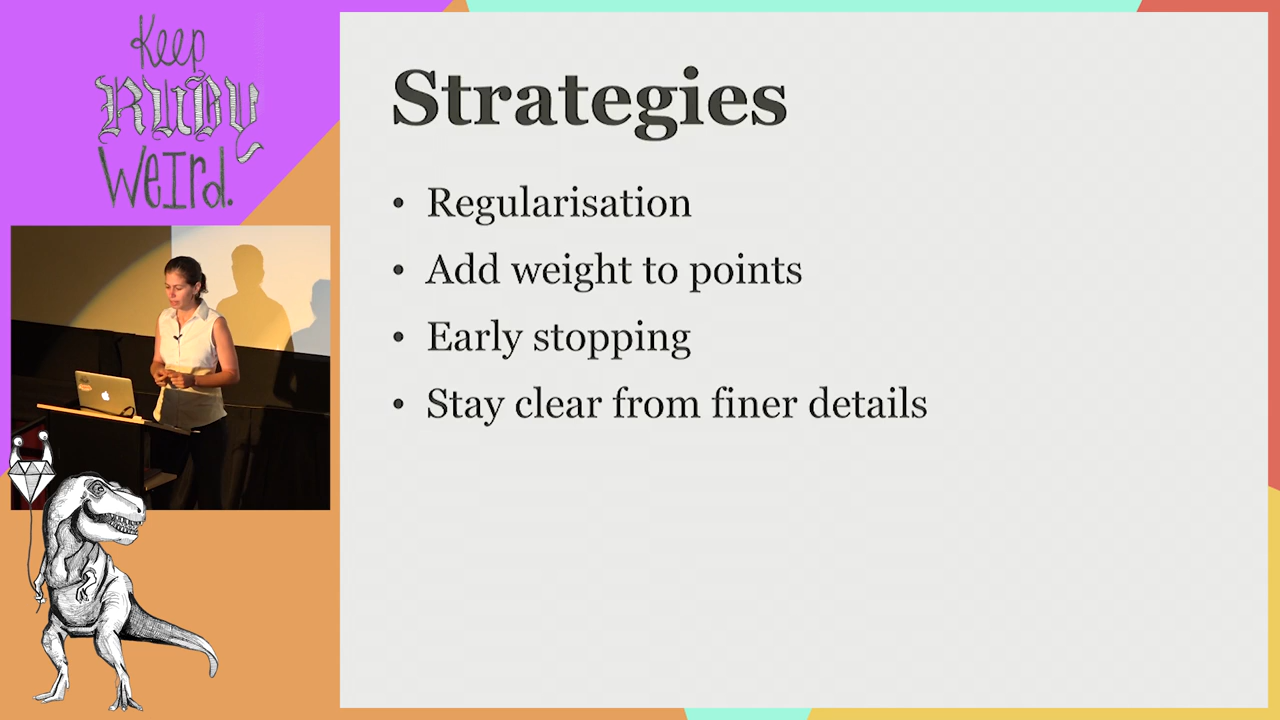 Keep
RUBY
Weird.
Strategies
• Regularisation
• Add weight to points
• Early stopping
• Stay clear from finer details